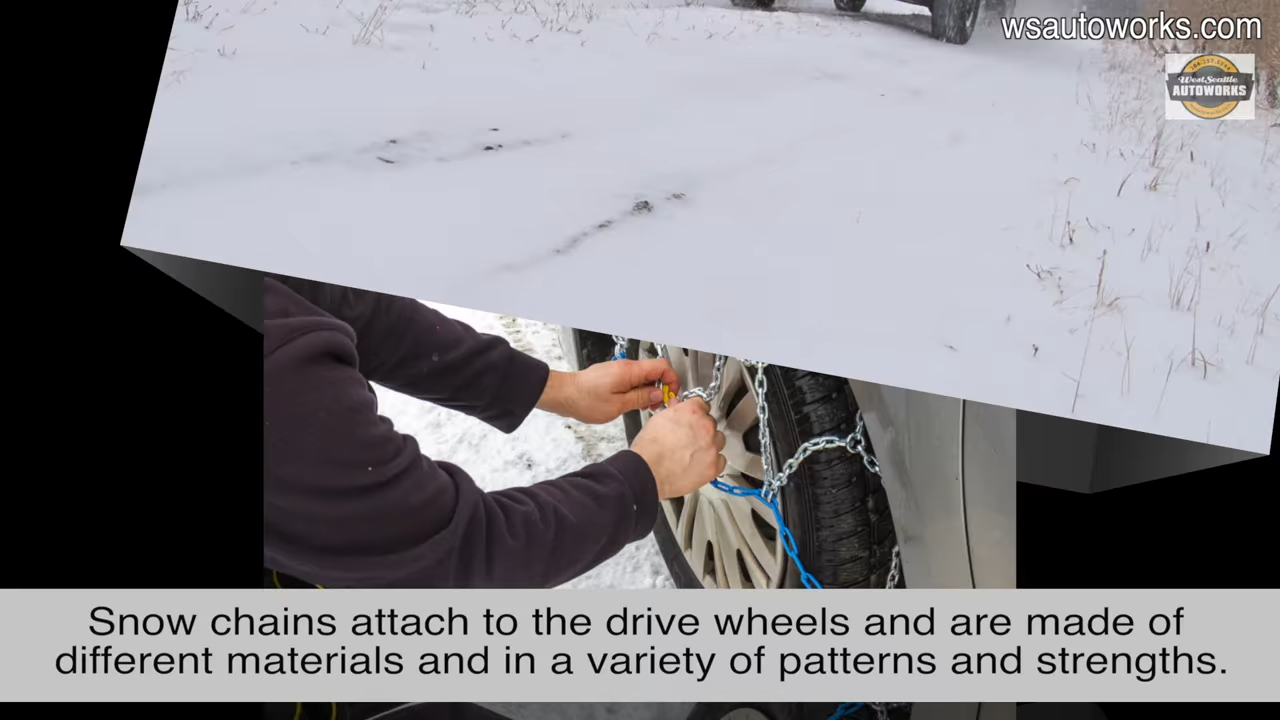 wsautoworks.com
West Seattle
AUTOWORKS
Snow chains attach to the drive wheels and are made of
different materials and in a variety of patterns and strengths.